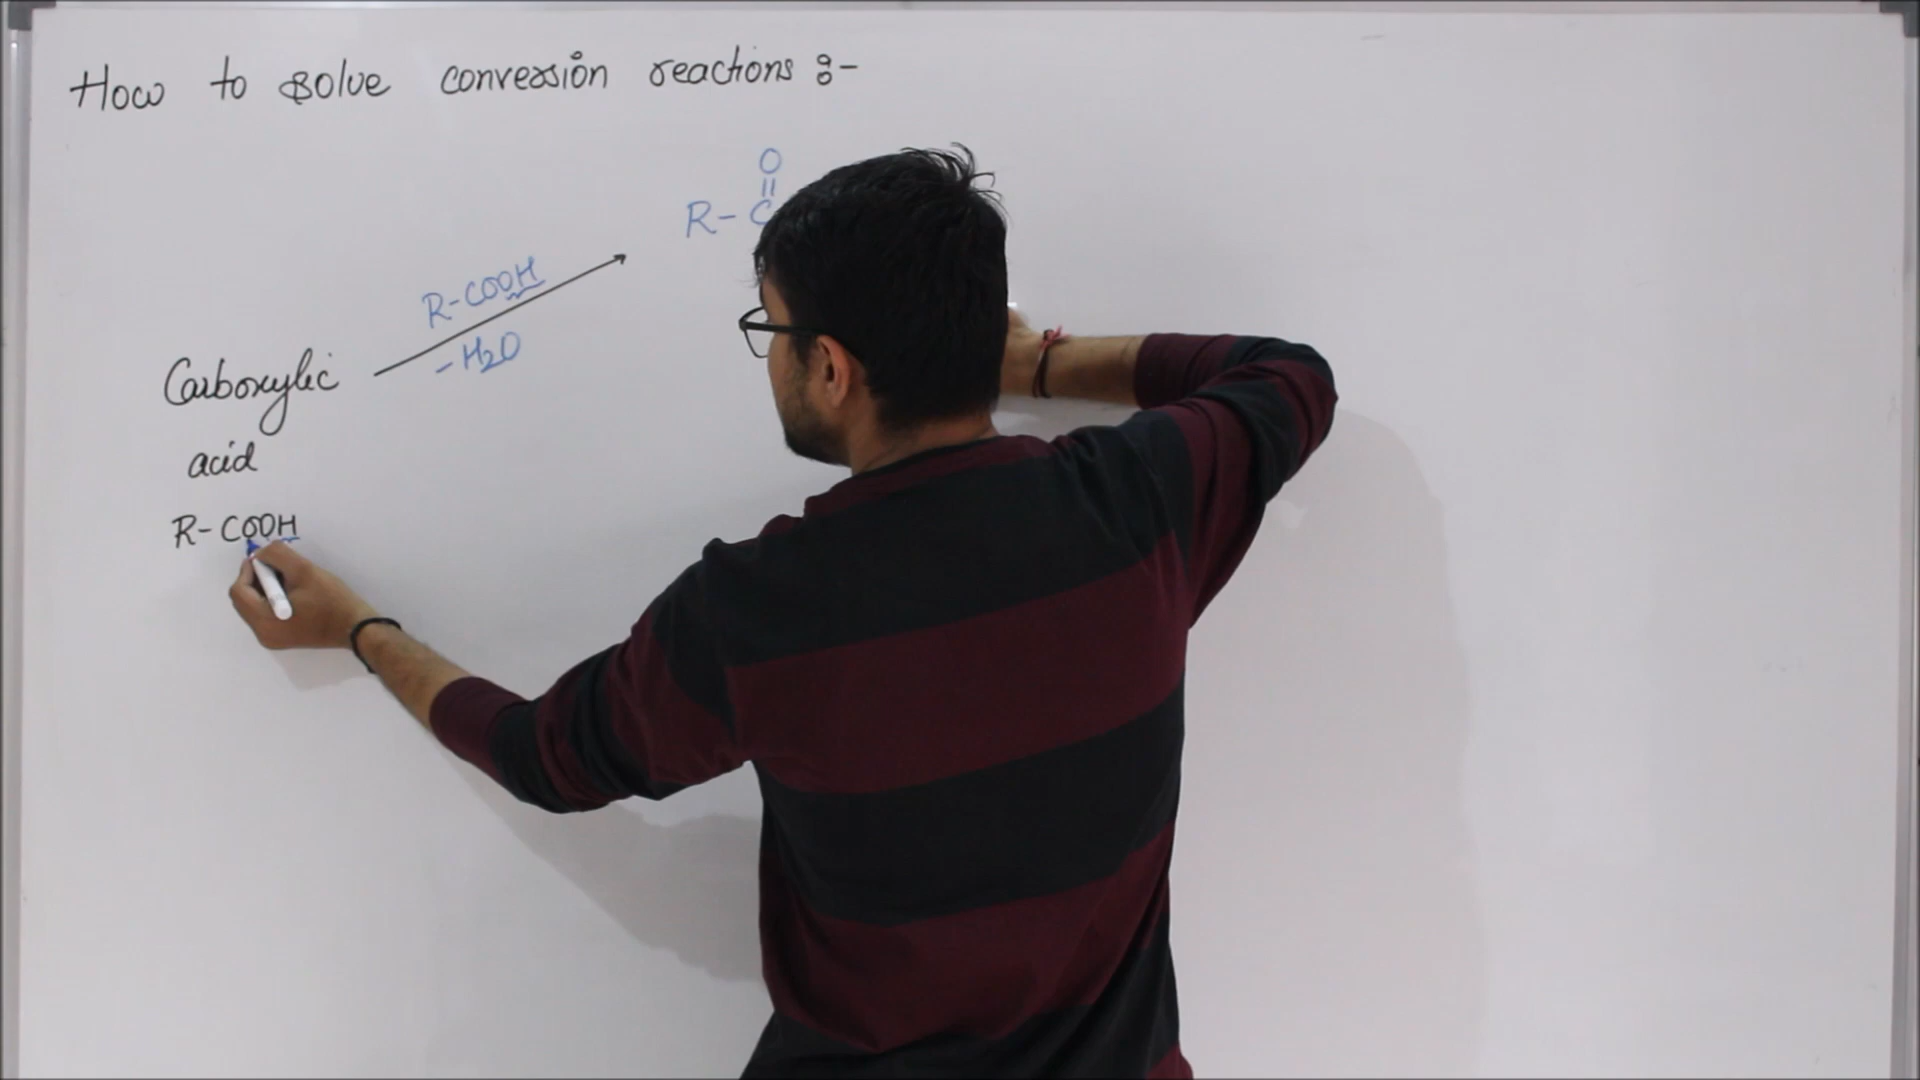 How to solve conversion reactions :-
O
||
R-C
R-COOH
-H2O
Carboxylic
acid
R-COOH